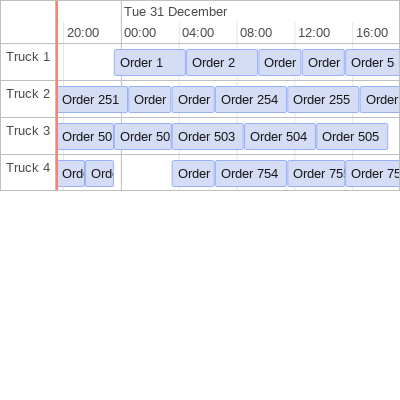 Tue 31 December
20:00 00:00 04:00 08:00 12:00 16:00
Truck 1 Order 1 Order 2 Order Order Order 5
Truck 2 Order 251 Order Order Order 254 Order 255 Order
Truck 3 Order 50 Order 50 Order 503 Order 504 Order 505
Truck 4 Ord Ord Order Order 754 Order 75 Order 75